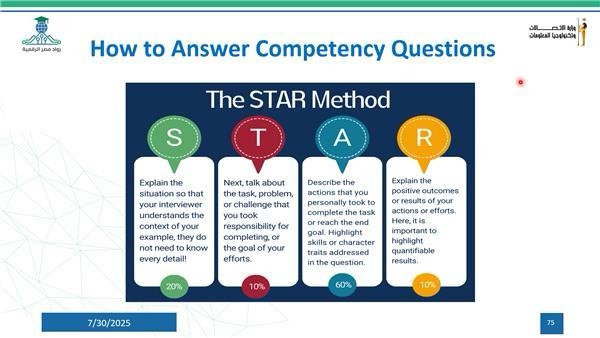 رواد مصر الرقمية
وزارة الاتصالات
وتكنولوجيا المعلومات
How to Answer Competency Questions
The STAR Method
S
Explain the
situation so that
your interviewer
understands the
context of your
example, they do
not need to know
every detail!
20%
T
Next, talk about
the task, problem,
or challenge that
you took
responsibility for
completing, or
the goal of your
efforts.
10%
A
Describe the
actions that you
personally took to
complete the task
or reach the end
goal. Highlight
skills or character
traits addressed
in the question.
60%
R
Explain the
positive outcomes
or results of your
actions or efforts.
Here, it is
important to
highlight
quantifiable
results.
10%
7/30/2025
75